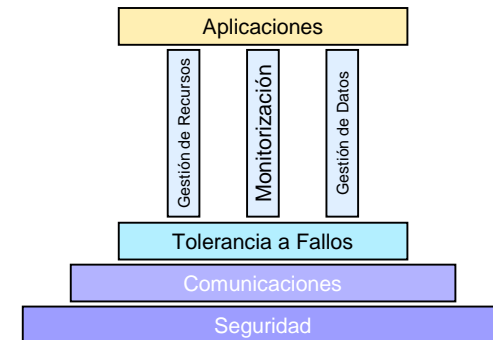 Aplicaciones
Gestión de Recursos
Monitorización
Gestión de Datos
Tolerancia a Fallos
Comunicaciones
Seguridad